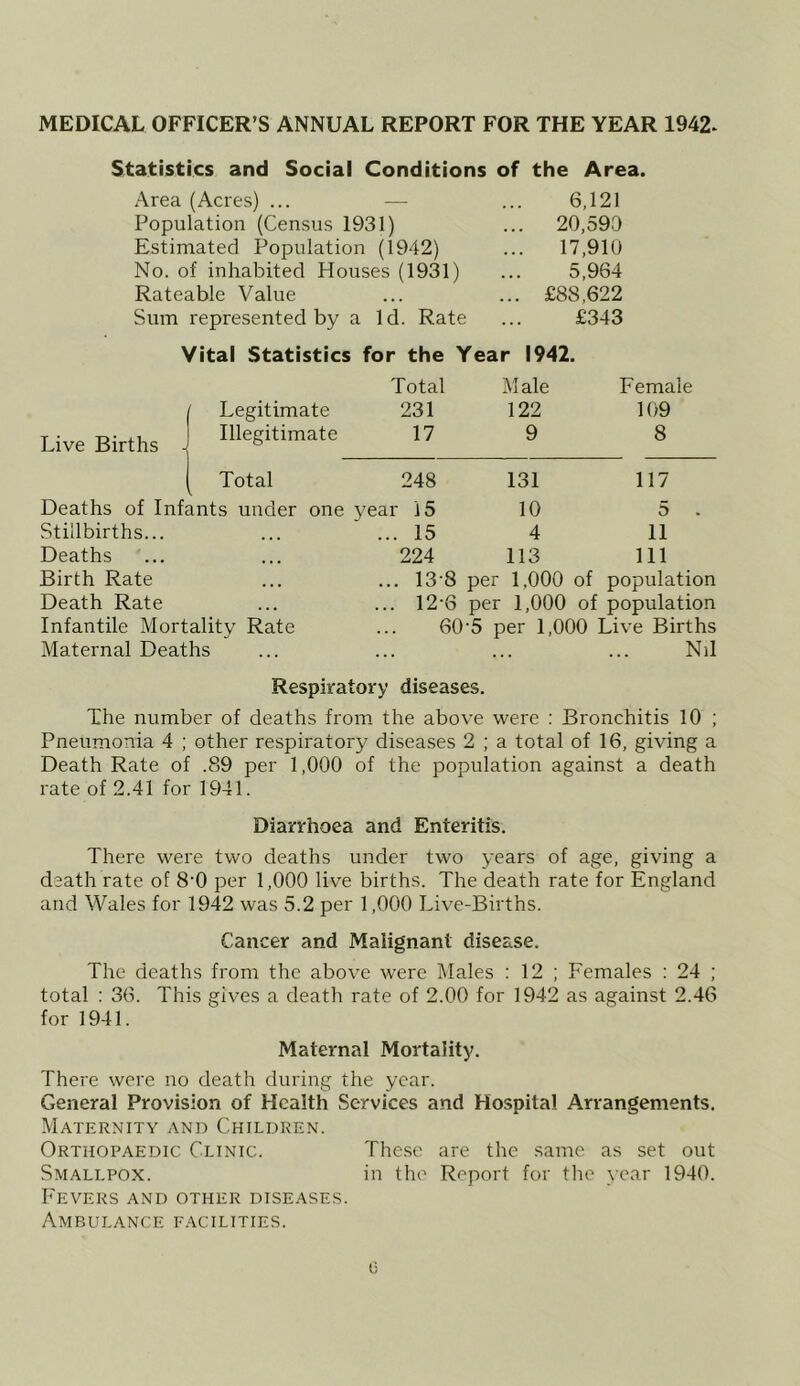 MEDICAL OFFICER'S ANNUAL REPORT FOR THE YEAR 1942.
Statistics and Social Conditions of the Area.
Area (Acres) ... — ... 6,121
Population (Census 1931) ... 20,590
Estimated Population (1942) ... 17,910
No. of inhabited Houses (1931) ... 5,964
Rateable Value ... ... £88,622
Sum represented by a 1d. Rate ... £343
Vital Statistics for the Year 1942.
Total Male Female
Legitimate 231 122 109
Live Births Illegitimate 17 9 8
Total 248 131 117
Deaths of Infants under one year 15 10 5 .
Stillbirths... ... ... 15 4 11
Deaths ... ... 224 113 111
Birth Rate ... ... 13·8 per 1,000 of population
Death Rate ... ... 12·6 per 1,000 of population
Infantile Mortality Rate ... 60·5 per 1,000 Live Births
Maternal Deaths ... ... ... ... Nil
Respiratory diseases.
The number of deaths from the above were : Bronchitis 10 ;
Pneumonia 4 ; other respiratory diseases 2 ; a total of 16, giving a
Death Rate of .89 per 1,000 of the population against a death
rate of 2.41 for 1941.
Diarrhoea and Enteritis.
There were two deaths under two years of age, giving a
death rate of 8·0 per 1,000 live births. The death rate for England
and Wales for 1942 was 5.2 per 1,000 Live-Births.
Cancer and Malignant disease.
The deaths from the above were Males : 12 ; Females : 24 ;
total : 36. This gives a death rate of 2.00 for 1942 as against 2.46
for 1941.
Maternal Mortality.
There were no death during the year.
General Provision of Health Services and Hospital Arrangements.
MATERNITY AND CHILDREN.
ORTHOPAEDIC CLINIC. These are the same as set out
SMALLPOX. in the Report for the year 1940.
FEVERS AND OTHER DISEASES.
AMBULANCE FACILITIES.
6